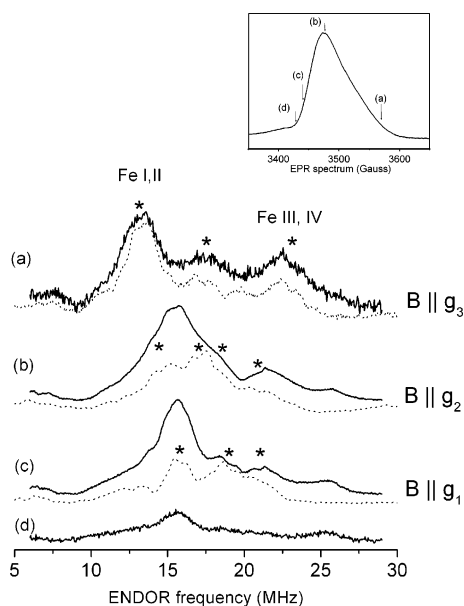 (b)
(c)
(a)
(d)
3400 3500 3600
EPR spectrum (Gauss)
Fe I,II
Fe III, IV
* * *
(a)
B || g3
* * * *
(b)
B || g2
* * *
(c)
B || g1
(d)
5 10 15 20 25 30
ENDOR frequency (MHz)